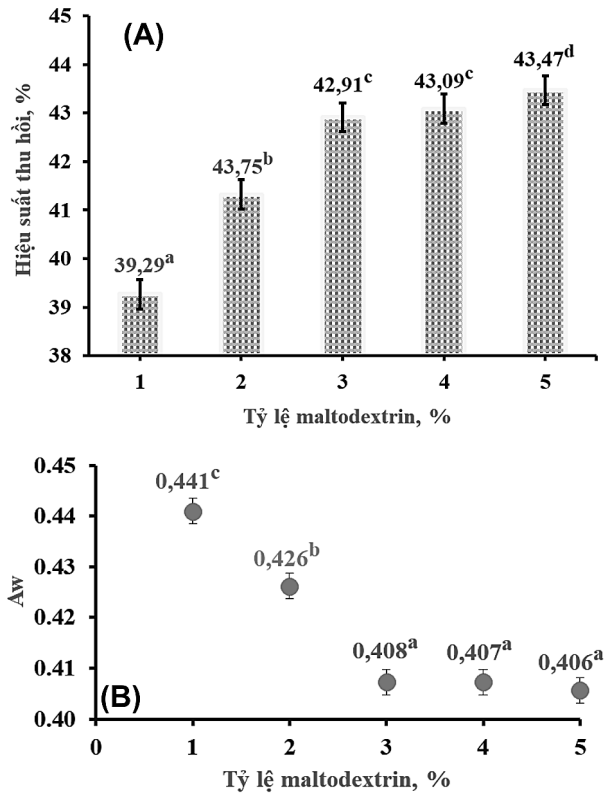 (A)
Hiệu suất thu hồi, %
45
44
43
42
41
40
39
38
39,29a
43,75b
42,91c
43,09c
43,47d
1 2 3 4 5
Tỷ lệ maltodextrin, %
(B)
Aw
0.45
0.44
0.43
0.42
0.41
0.40
0,441c
0,426b
0,408a
0,407a
0,406a
0 1 2 3 4 5
Tỷ lệ maltodextrin, %